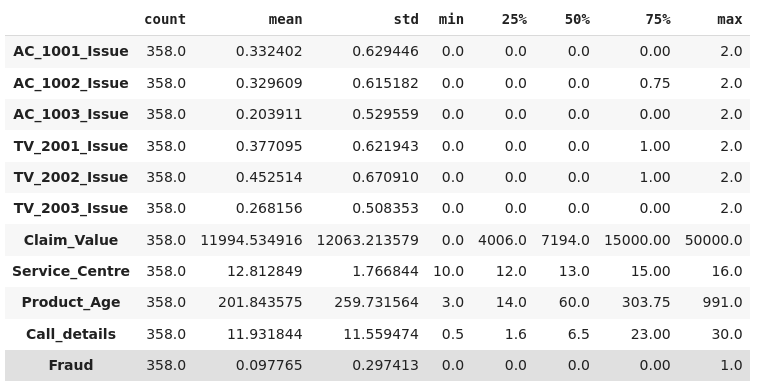 count mean std min 25% 50% 75% max
AC_1001_Issue 358.0 0.332402 0.629446 0.0 0.0 0.0 0.00 2.0
AC_1002_Issue 358.0 0.329609 0.615182 0.0 0.0 0.0 0.75 2.0
AC_1003_Issue 358.0 0.203911 0.529559 0.0 0.0 0.0 0.00 2.0
TV_2001_Issue 358.0 0.377095 0.621943 0.0 0.0 0.0 1.00 2.0
TV_2002_Issue 358.0 0.452514 0.670910 0.0 0.0 0.0 1.00 2.0
TV_2003_Issue 358.0 0.268156 0.508353 0.0 0.0 0.0 0.00 2.0
Claim_Value 358.0 11994.534916 12063.213579 0.0 4006.0 7194.0 15000.00 50000.0
Service_Centre 358.0 12.812849 1.766844 10.0 12.0 13.0 15.00 16.0
Product_Age 358.0 201.843575 259.731564 3.0 14.0 60.0 303.75 991.0
Call_details 358.0 11.931844 11.559474 0.5 1.6 6.5 23.00 30.0
Fraud 358.0 0.097765 0.297413 0.0 0.0 0.0 0.00 1.0